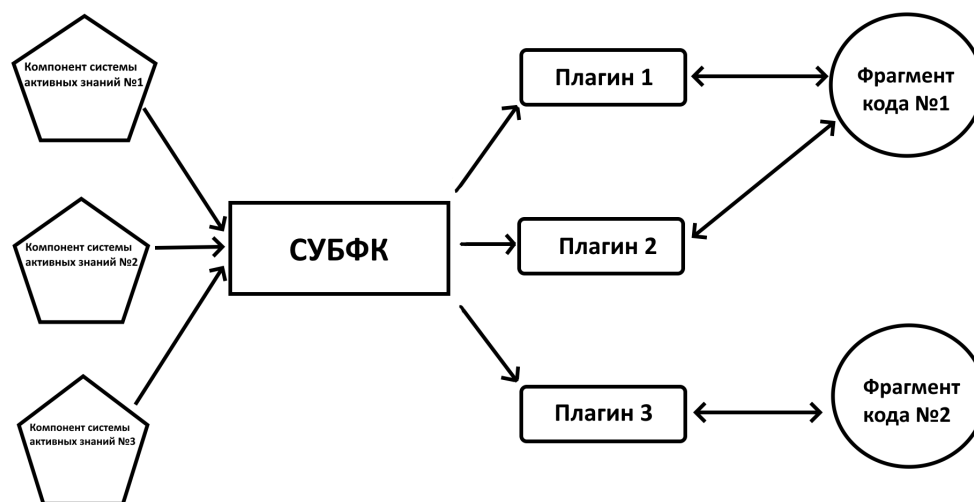 Компонент системы
активных знаний №1
Компонент системы
активных знаний №2
Компонент системы
активных знаний №3
СУБФК
Плагин 1
Плагин 2
Плагин 3
Фрагмент
кода №1
Фрагмент
кода №2